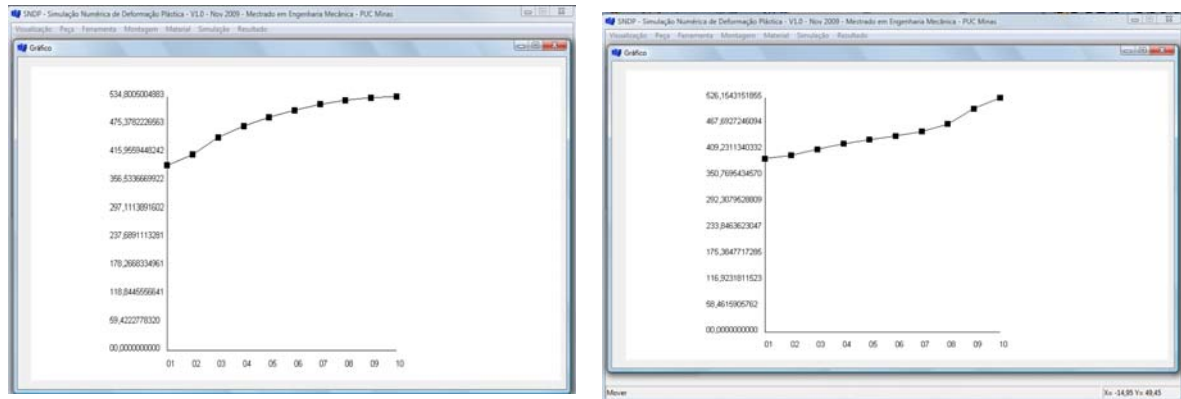 SNDP - Simulação Numérica de Deformação Plástica - V1.0 - Nov 2009 - Mestrado em Engenharia Mecânica - PUC Minas
Visualização Peça Ferramenta Montagem Material Simulação Resultado
Gráfico
534,8005004883
475,3782226563
415,9559448242
356,5336669922
297,1113891602
237,6891113281
178,2668334961
118,8445556641
59,4222778320
00,0000000000
01 02 03 04 05 06 07 08 09 10
SNDP - Simulação Numérica de Deformação Plástica - V1.0 - Nov 2009 - Mestrado em Engenharia Mecânica - PUC Minas
Visualização Peça Ferramenta Montagem Material Simulação Resultado
Gráfico
526,1543151855
467,6927246094
409,2311340332
350,7695434570
292,3079528809
233,8463623047
175,3847717285
116,9231811523
58,4615905762
00,0000000000
01 02 03 04 05 06 07 08 09 10
Mover
X= -14,95 Y= 49,45